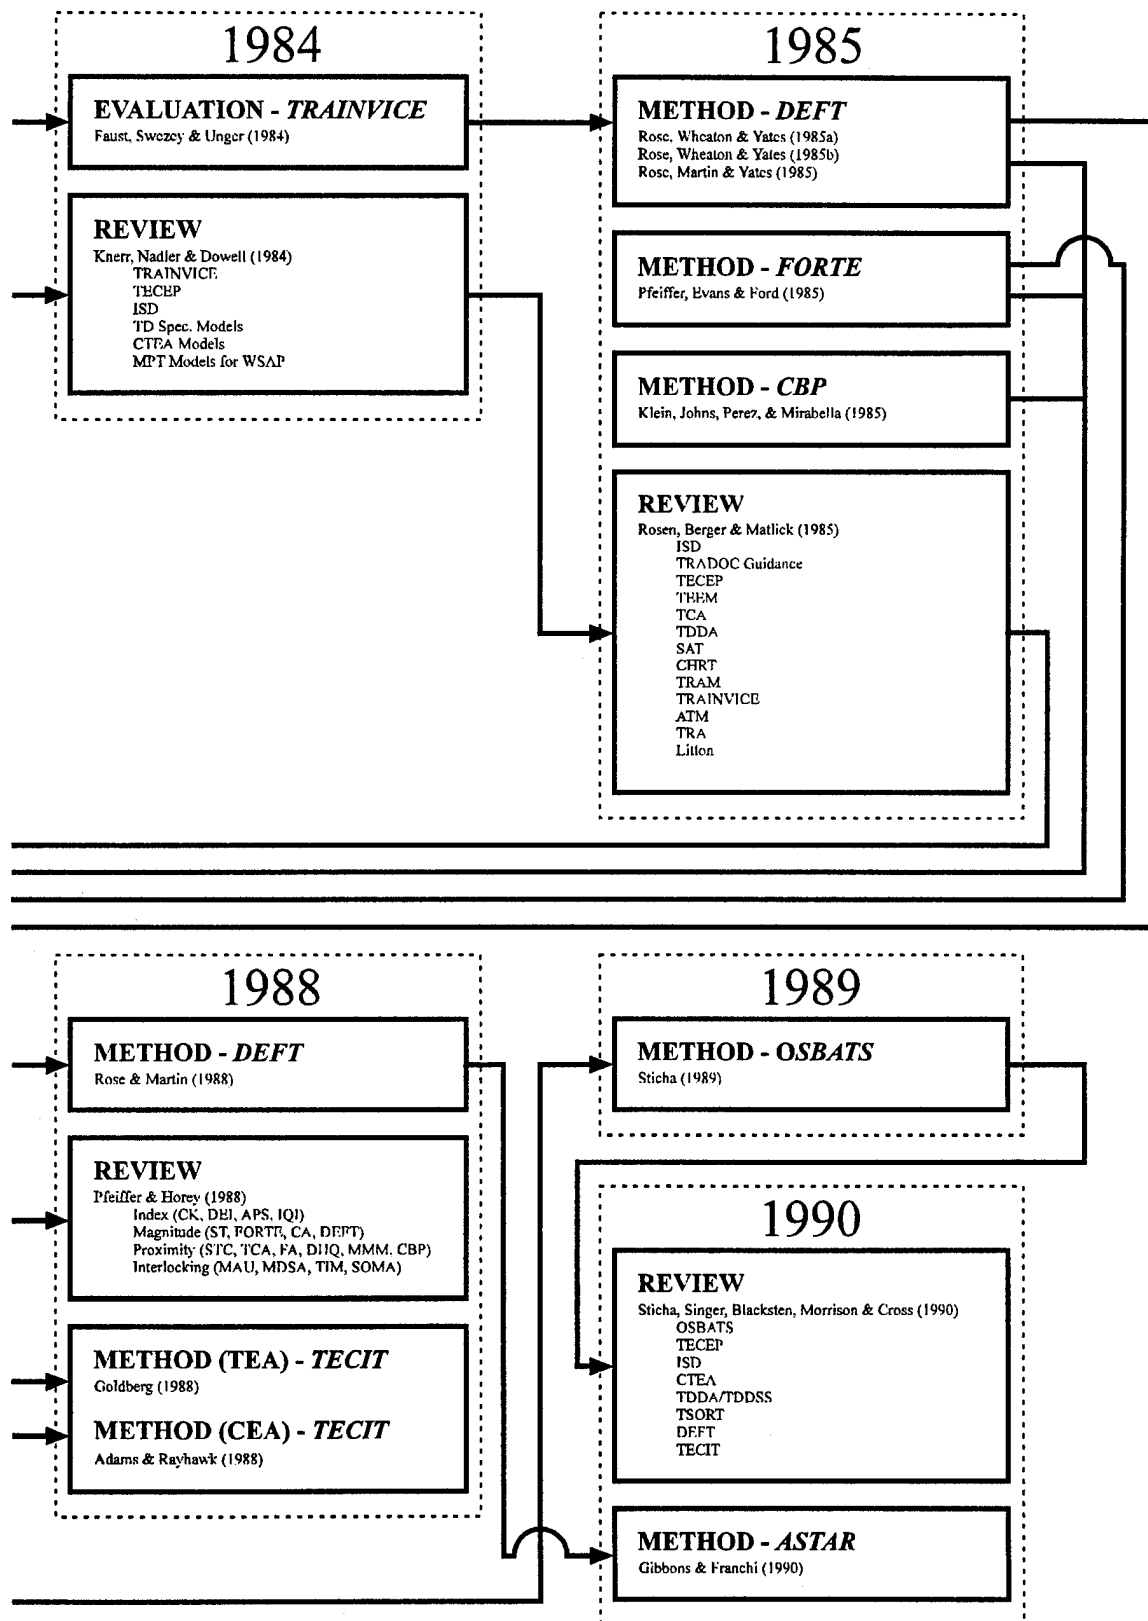 1984
EVALUATION - TRAINVICE
Faust, Swezey & Unger (1984)
REVIEW
Knerr, Nadler & Dowell (1984)
TRAINVICE
TECEP
ISD
TD Spec. Models
CTEA Models
MPT Models for WSAP
1985
METHOD - DEFT
Rose, Wheaton & Yates (1985a)
Rose, Wheaton & Yates (1985b)
Rose, Martin & Yates (1985)
METHOD - FORTE
Pfeiffer, Evans & Ford (1985)
METHOD - CBP
Klein, Johns, Perez, & Mirabella (1985)
REVIEW
Rosen, Berger & Matlick (1985)
ISD
TRADOC Guidance
TECEP
TEEM
TCA
TDDA
SAT
CHRT
TRAM
TRAINVICE
ATM
TRA
Litton
1988
METHOD - DEFT
Rose & Martin (1988)
REVIEW
Pfeiffer & Horey (1988)
Index (CK, DEI, APS, IQI)
Magnitude (ST, FORTE, CA, DEFT)
Proximity (STC, TCA, FA, DHQ, MMM, CBP)
Interlocking (MAU, MDSA, TIM, SOMA)
METHOD (TEA) - TECIT
Goldberg (1988)
METHOD (CEA) - TECIT
Adams & Rayhawk (1988)
1989
METHOD - OSBATS
Sticha (1989)
1990
REVIEW
Sticha, Singer, Blacksten, Morrison & Cross (1990)
OSBATS
TECEP
ISD
CTEA
TDDA/TDDSS
TSORT
DEFT
TECIT
METHOD - ASTAR
Gibbons & Franchi (1990)